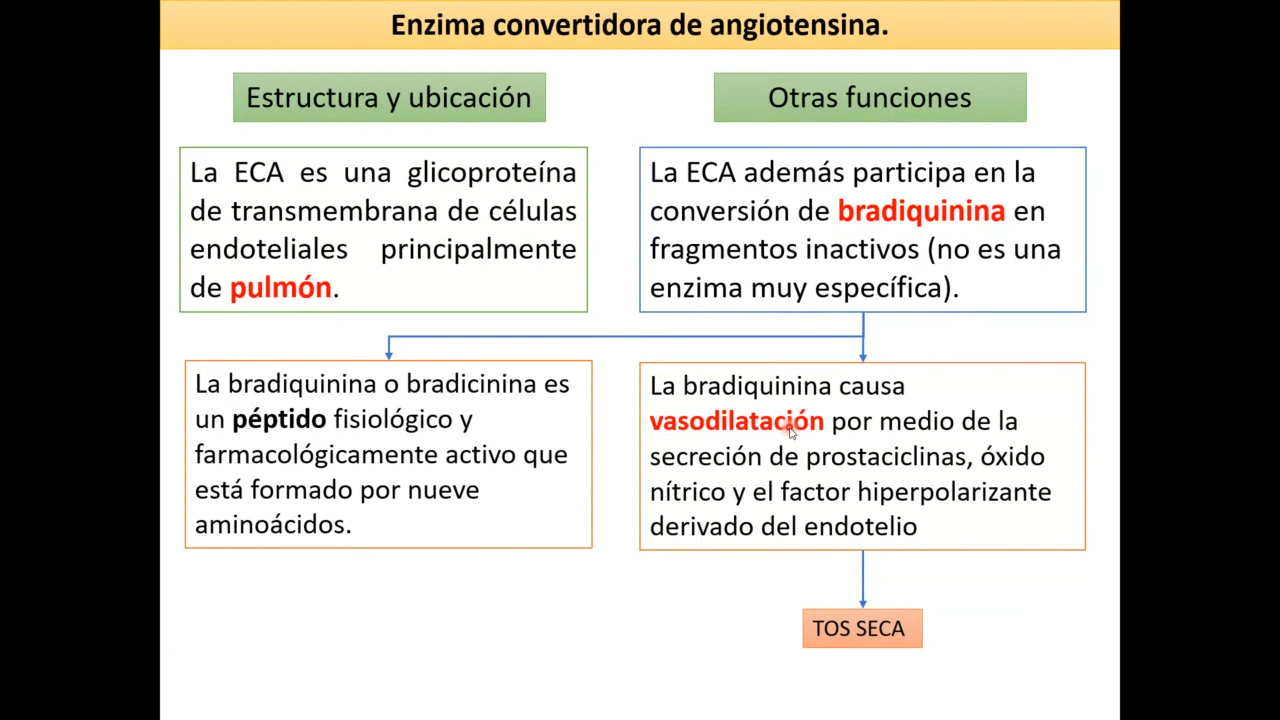 Enzima convertidora de angiotensina.
Estructura y ubicación
Otras funciones
La ECA es una glicoproteína
de transmembrana de células
endoteliales principalmente
de pulmón.
La ECA además participa en la
conversión de bradiquinina en
fragmentos inactivos (no es una
enzima muy específica).
La bradiquinina o bradicinina es
un péptido fisiológico y
farmacológicamente activo que
está formado por nueve
aminoácidos.
La bradiquinina causa
vasodilatación por medio de la
secreción de prostaciclinas, óxido
nítrico y el factor hiperpolarizante
derivado del endotelio
TOS SECA